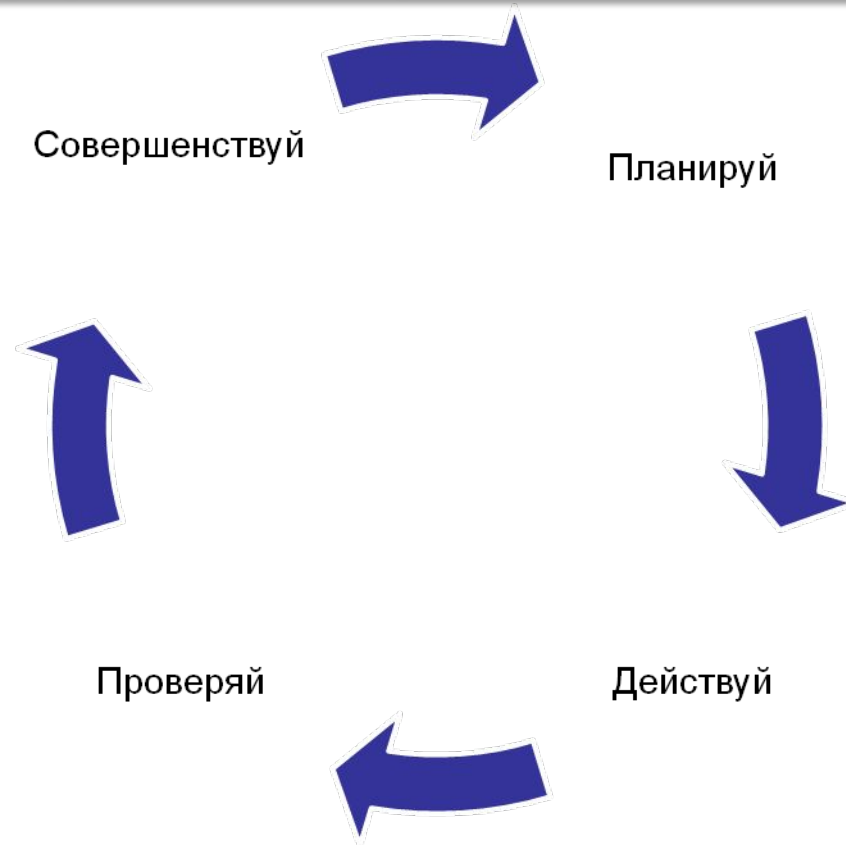 Совершенствуй
Планируй
Проверяй
Действуй